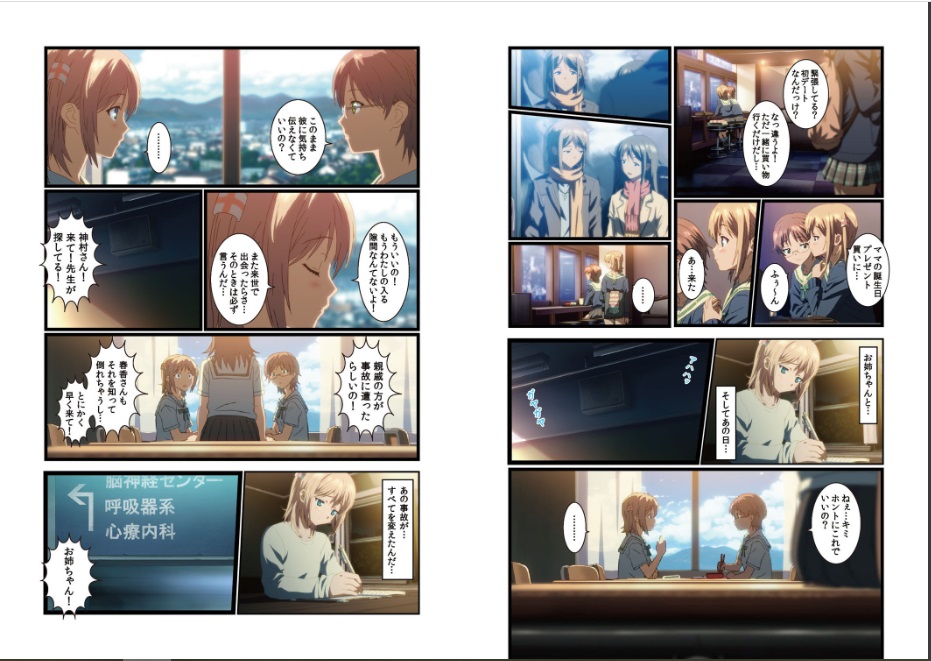 緊張してる?
初デート
なんだっけ?
なっ違うよ!
ただ一緒に買い物
行くだけだし…
ママの誕生日
プレゼント
買いに…
ふぅ〜ん
あ…来た
……
お姉ちゃんと…
そしてあの日…
アハハッ
ガヤガヤ
ねぇ…キミ
ホントにこれで
いいの?
………
このまま
彼に気持ち
伝えなくて
いいの?
……
もういいの!
もうわたしの入る
隙間なんてないよ!
また来世で
出会ったらさ…
そのときは必ず
言うんだ…
神村さん!
来て!先生が
探してる!
親戚の方が
事故に遭った
らしいの!
春香さんも
それを知って
倒れちゃうし…
とにかく
早く来て!
あの事故が…
すべてを変えたんだ…
脳神経センター
呼吸器系
心療内科
お姉ちゃん!